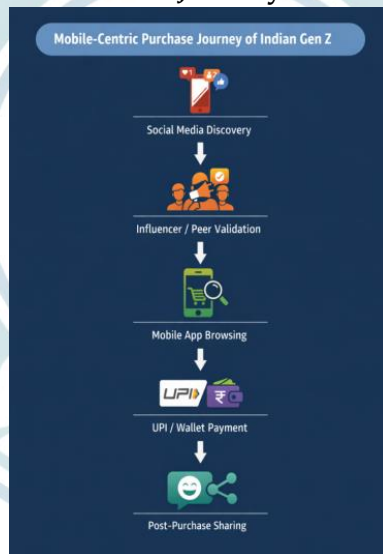 Mobile-Centric Purchase Journey of Indian Gen Z
Social Media Discovery
Influencer / Peer Validation
Mobile App Browsing
UPI
₹
UPI / Wallet Payment
Post-Purchase Sharing